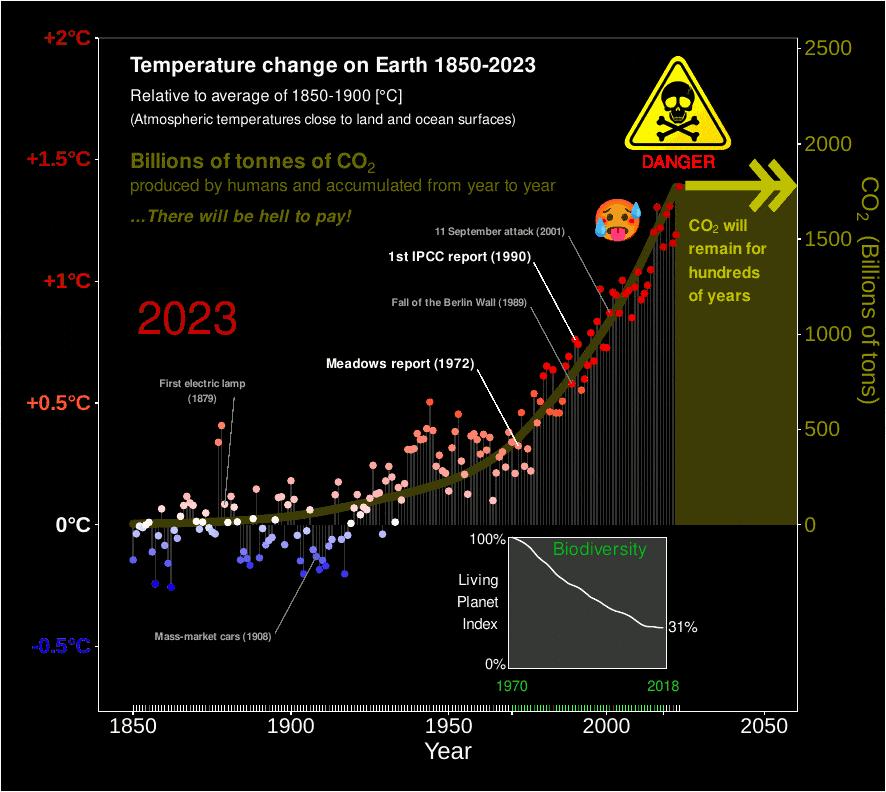 +2°C
+1.5°C
+1°C
+0.5°C
0°C
-0.5°C
Temperature change on Earth 1850-2023
Relative to average of 1850-1900 [°C]
(Atmospheric temperatures close to land and ocean surfaces)
Billions of tonnes of CO₂
produced by humans and accumulated from year to year
...There will be hell to pay!
2023
DANGER
11 September attack (2001)
1st IPCC report (1990)
Fall of the Berlin Wall (1989)
Meadows report (1972)
First electric lamp
(1879)
Mass-market cars (1908)
CO₂ will
remain for
hundreds
of years
2500
2000
1500
1000
500
0
CO₂ (Billions of tons)
100%
Biodiversity
Living
Planet
Index
31%
0%
1970
2018
1850
1900
1950
2000
2050
Year